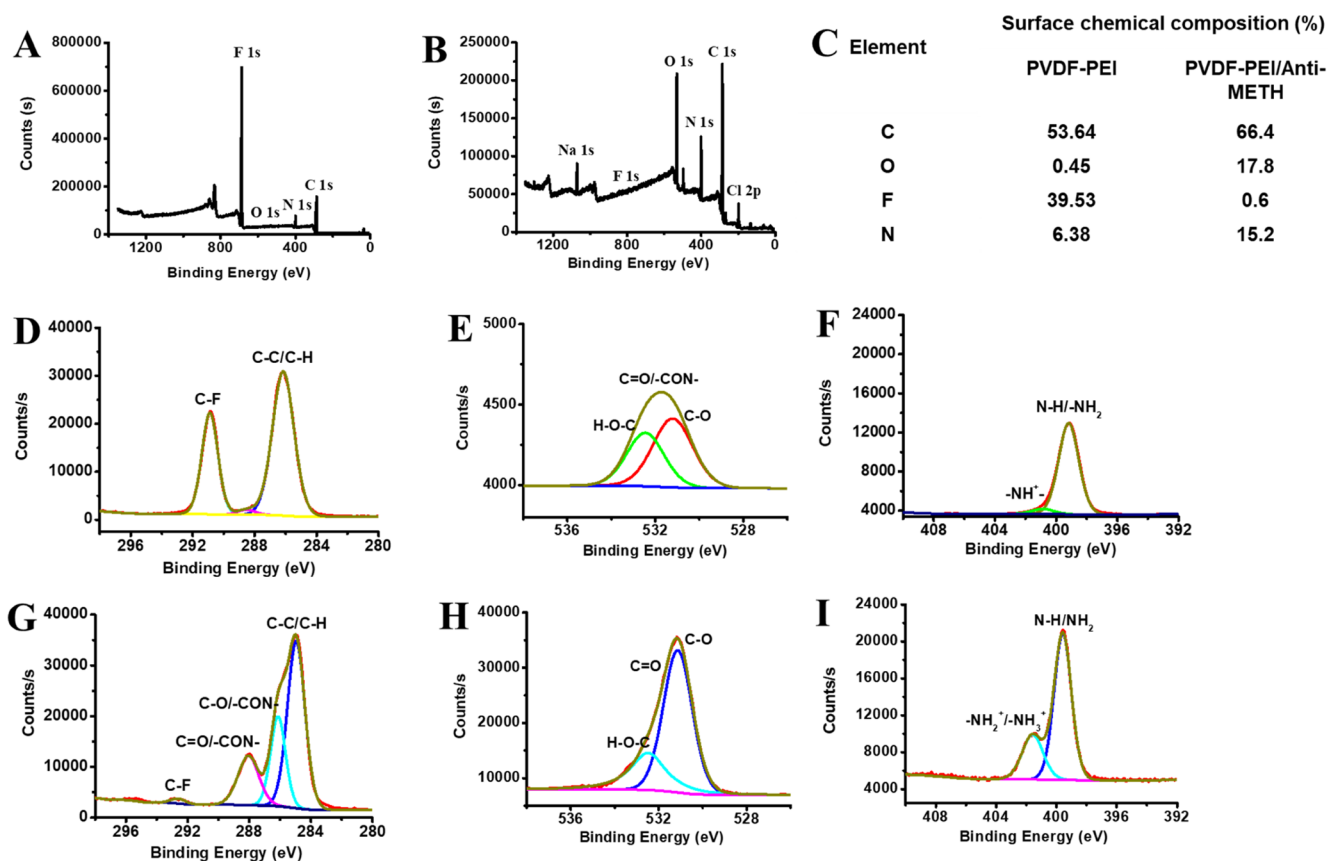 A
800000
600000
400000
200000
0
1200
800
400
0
Counts (s)
Binding Energy (eV)
F 1s
O 1s
N 1s
C 1s
B
250000
200000
150000
100000
50000
0
1200
800
400
0
Counts (s)
Binding Energy (eV)
Na 1s
F 1s
O 1s
N 1s
C 1s
Cl 2p
C
Surface chemical composition (%)
Element
PVDF-PEI
PVDF-PEI/Anti-
METH
C 53.64 66.4
O 0.45 17.8
F 39.53 0.6
N 6.38 15.2
D
40000
30000
20000
10000
0
296 292 288 284 280
Counts/s
Binding Energy (eV)
C-F
C-C/C-H
E
5000
4500
4000
536 532 528
Counts/s
Binding Energy (eV)
C=O/-CON-
H-O-C
C-O
F
24000
20000
16000
12000
8000
4000
408 404 400 396 392
Counts/s
Binding Energy (eV)
N-H/-NH₂
-NH⁺-
G
40000
30000
20000
10000
0
296 292 288 284 280
Counts/s
Binding Energy (eV)
C-C/C-H
C-O/-CON-
C=O/-CON-
C-F
H
40000
30000
20000
10000
536 532 528
Counts/s
Binding Energy (eV)
C-O
C=O
H-O-C
I
24000
20000
16000
12000
8000
4000
408 404 400 396 392
Counts/s
Binding Energy (eV)
N-H/NH₂
-NH₂⁺/-NH₃⁺